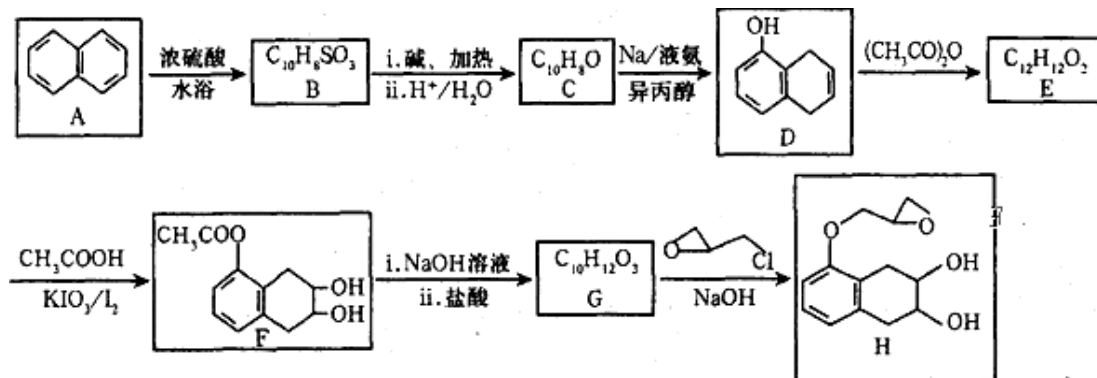 A
浓硫酸
水浴
C₁₀H₈SO₃
B
i.碱、加热
ii.H⁺/H₂O
C₁₀H₈O
C
Na/液氨
异丙醇
OH
D
(CH₃CO)₂O
C₁₂H₁₂O₂
E
CH₃COOH
KIO₃/I₂
CH₃COO
OH
OH
F
i.NaOH溶液
ii.盐酸
C₁₀H₁₂O₃
G
O
Cl
NaOH
O
O
OH
OH
H
F